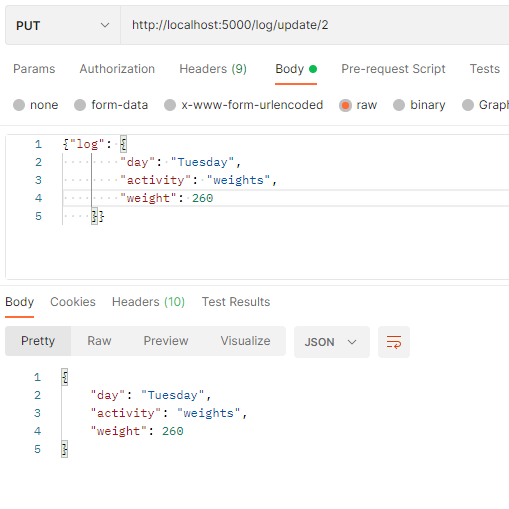 PUT http://localhost:5000/log/update/2
Params Authorization Headers (9) Body Pre-request Script Tests
none form-data x-www-form-urlencoded raw binary Graph
1 {"log": {
2 "day": "Tuesday",
3 "activity": "weights",
4 "weight": 260
5 }}
Body Cookies Headers (10) Test Results
Pretty Raw Preview Visualize JSON
1 {
2 "day": "Tuesday",
3 "activity": "weights",
4 "weight": 260
5 }